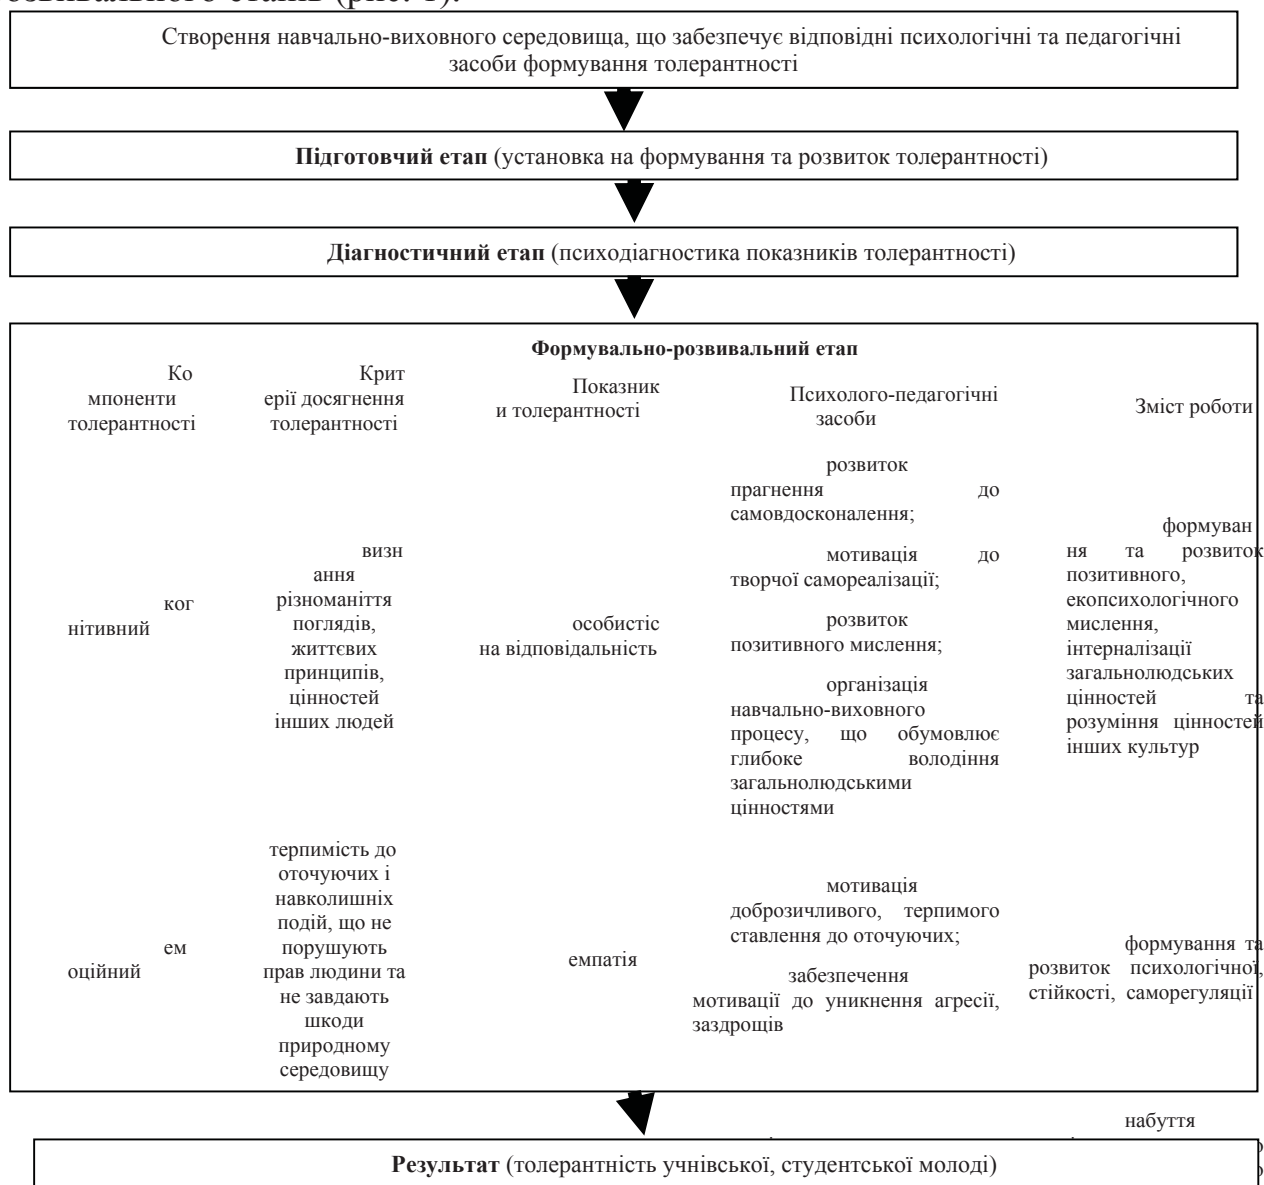 озвивального етапів (рис. 1).
Створення навчально-виховного середовища, що забезпечує відповідні психологічні та педагогічні
засоби формування толерантності
Підготовчий етап (установка на формування та розвиток толерантності)
Діагностичний етап (психодіагностика показників толерантності)
Формувально-розвивальний етап
Ко
мпоненти
толерантності
Крит
ерії досягнення
толерантності
Показник
и толерантності
Психолого-педагогічні
засоби
Зміст роботи
ког
нітивний
визн
ання
різноманіття
поглядів,
життєвих
принципів,
цінностей
інших людей
особистіс
на відповідальність
розвиток
прагнення до
самовдосконалення;
мотивація до
творчої самореалізації;
розвиток
позитивного мислення;
організація
навчально-виховного
процесу, що обумовлює
глибоке володіння
загальнолюдськими
цінностями
формуван
ня та розвиток
позитивного,
екопсихологічного
мислення,
інтерналізації
загальнолюдських
цінностей та
розуміння цінностей
інших культур
ем
оційний
терпимість до
оточуючих і
навколишніх
подій, що не
порушують
прав людини та
не завдають
шкоди
природному
середовищу
емпатія
мотивація
доброзичливого, терпимого
ставлення до оточуючих;
забезпечення
мотивації до уникнення агресії,
заздрощів
формування та
розвиток психологічної,
стійкості, саморегуляції
набуття
Результат (толерантність учнівської, студентської молоді)